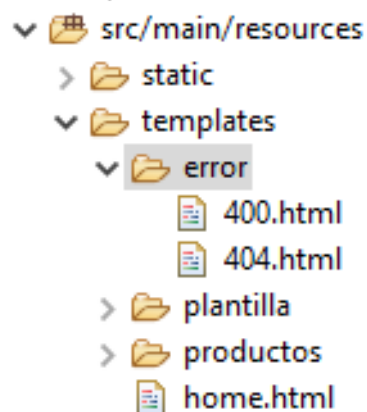 src/main/resources
static
templates
error
400.html
404.html
plantilla
productos
home.html